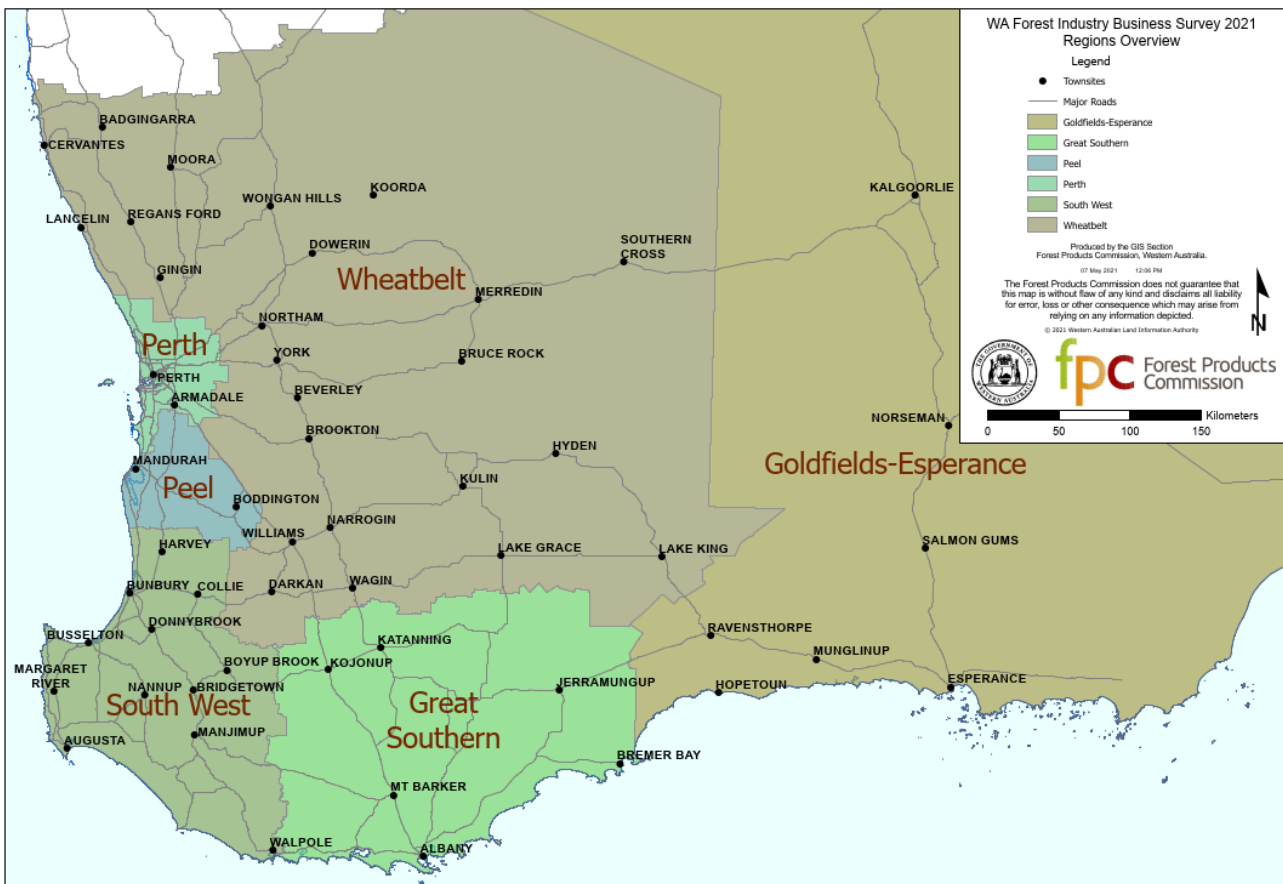 WA Forest Industry Business Survey 2021
Regions Overview
Legend
Townsites
Major Roads
Goldfields-Esperance
Great Southern
Peel
Perth
South West
Wheatbelt
Produced by the GIS Section
Forest Products Commission, Western Australia.
07 May 2021 12:06 PM
The Forest Products Commission does not guarantee that
this map is without flaw of any kind and disclaims all liability
for error, loss or other consequence which may arise from
relying on any information depicted.
© 2021 Western Australian Land Information Authority
N
THE GOVERNMENT OF
WESTERN AUSTRALIA
fpc
Forest Products
Commission
Kilometers
0 50 100 150
BADGINGARRA
CERVANTES
MOORA
KOORDA
WONGAN HILLS
KALGOORLIE
LANCELIN
REGANS FORD
DOWERIN
SOUTHERN
CROSS
GINGIN
Wheatbelt
MERREDIN
NORTHAM
Perth
YORK
BRUCE ROCK
PERTH
BEVERLEY
ARMADALE
NORSEMAN
BROOKTON
HYDEN
MANDURAH
Goldfields-Esperance
Peel
KULIN
BODDINGTON
NARROGIN
WILLIAMS
HARVEY
LAKE GRACE
LAKE KING
SALMON GUMS
BUNBURY
COLLIE
DARKAN
WAGIN
DONNYBROOK
BUSSELTON
RAVENSTHORPE
KATANNING
MUNGLINUP
MARGARET
RIVER
BOYUP BROOK
KOJONUP
NANNUP
BRIDGETOWN
JERRAMUNGUP
HOPETOUN
ESPERANCE
South West
Great
Southern
AUGUSTA
MANJIMUP
BREMER BAY
MT BARKER
WALPOLE
ALBANY